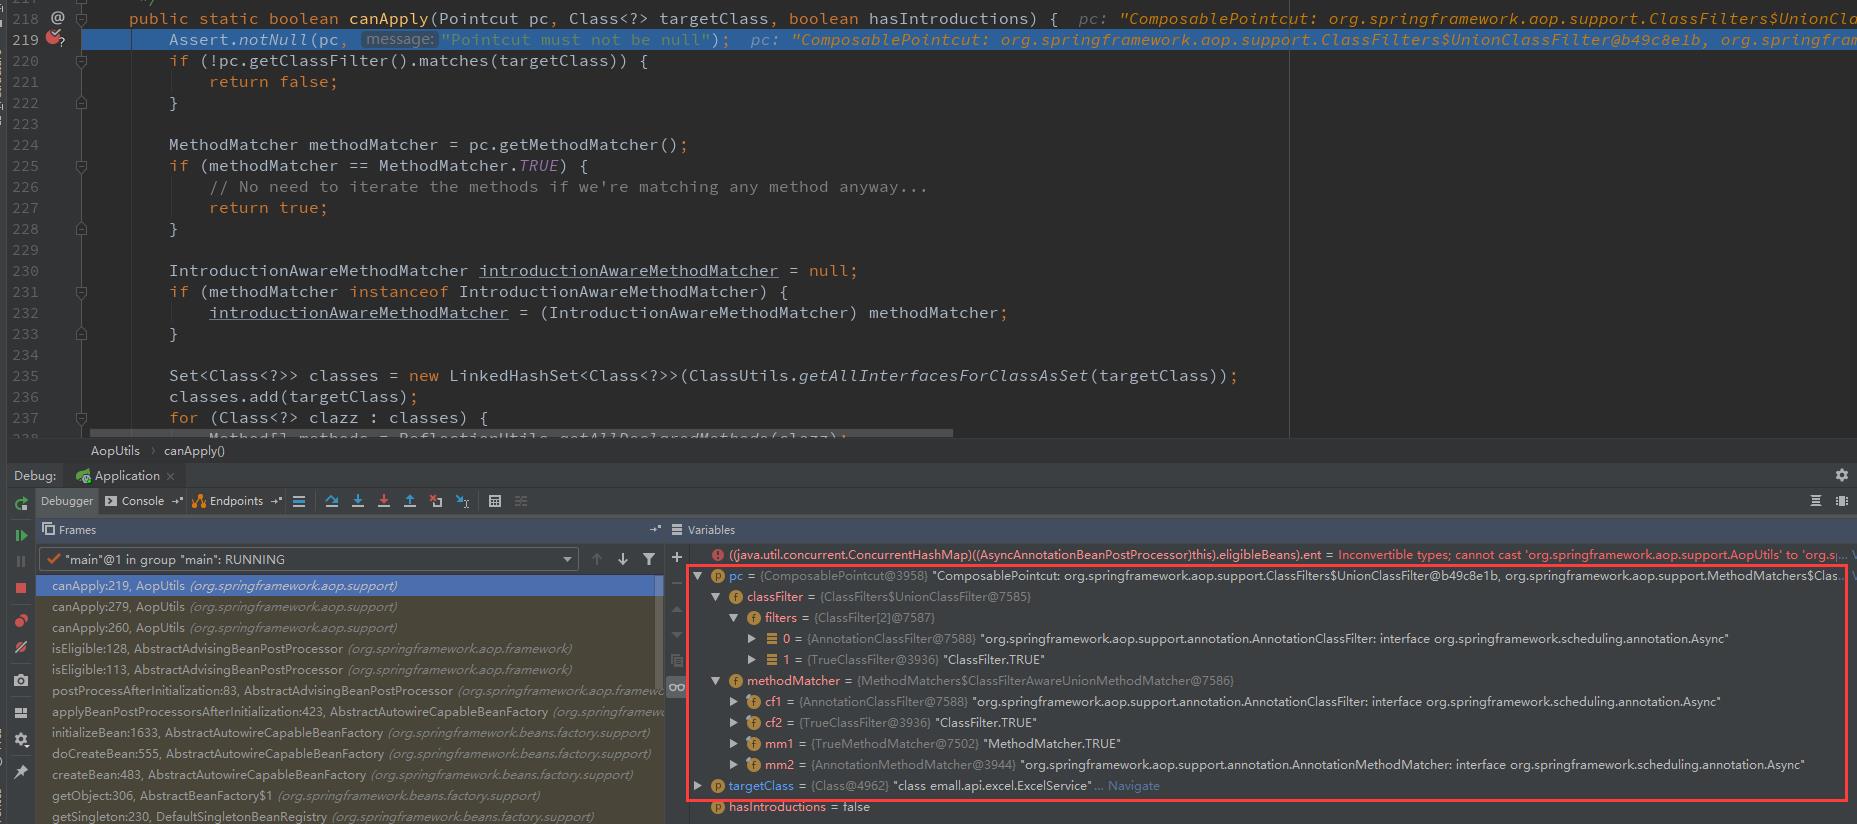 217 */
218 @ public static boolean canApply(Pointcut pc, Class<?> targetClass, boolean hasIntroductions) { pc: "ComposablePointcut: org.springframework.aop.support.ClassFilters$UnionCla
219 Assert.notNull(pc, message: "Pointcut must not be null"); pc: "ComposablePointcut: org.springframework.aop.support.ClassFilters$UnionClassFilter@b49c8e1b, org.springfram
220 if (!pc.getClassFilter().matches(targetClass)) {
221 return false;
222 }
223
224 MethodMatcher methodMatcher = pc.getMethodMatcher();
225 if (methodMatcher == MethodMatcher.TRUE) {
226 // No need to iterate the methods if we're matching any method anyway...
227 return true;
228 }
229
230 IntroductionAwareMethodMatcher introductionAwareMethodMatcher = null;
231 if (methodMatcher instanceof IntroductionAwareMethodMatcher) {
232 introductionAwareMethodMatcher = (IntroductionAwareMethodMatcher) methodMatcher;
233 }
234
235 Set<Class<?>> classes = new LinkedHashSet<Class<?>>(ClassUtils.getAllInterfacesForClassAsSet(targetClass));
236 classes.add(targetClass);
237 for (Class<?> clazz : classes) {
238 Method[] methods = ReflectionUtils.getAllDeclaredMethods(clazz);
AopUtils › canApply()
Debug: Application ×
Debugger Console Endpoints
Frames
"main"@1 in group "main": RUNNING
canApply:219, AopUtils (org.springframework.aop.support)
canApply:279, AopUtils (org.springframework.aop.support)
canApply:260, AopUtils (org.springframework.aop.support)
isEligible:128, AbstractAdvisingBeanPostProcessor (org.springframework.aop.framework)
isEligible:113, AbstractAdvisingBeanPostProcessor (org.springframework.aop.framework)
postProcessAfterInitialization:83, AbstractAdvisingBeanPostProcessor (org.springframework.aop.framewo
applyBeanPostProcessorsAfterInitialization:423, AbstractAutowireCapableBeanFactory (org.springframew
initializeBean:1633, AbstractAutowireCapableBeanFactory (org.springframework.beans.factory.support)
doCreateBean:555, AbstractAutowireCapableBeanFactory (org.springframework.beans.factory.support)
createBean:483, AbstractAutowireCapableBeanFactory (org.springframework.beans.factory.support)
getObject:306, AbstractBeanFactory$1 (org.springframework.beans.factory.support)
getSingleton:230, DefaultSingletonBeanRegistry (org.springframework.beans.factory.support)
Variables
((java.util.concurrent.ConcurrentHashMap)((AsyncAnnotationBeanPostProcessor)this).eligibleBeans).ent = Inconvertible types; cannot cast 'org.springframework.aop.support.AopUtils' to 'org.s...
pc = {ComposablePointcut@3958} "ComposablePointcut: org.springframework.aop.support.ClassFilters$UnionClassFilter@b49c8e1b, org.springframework.aop.support.MethodMatchers$Clas...
classFilter = {ClassFilters$UnionClassFilter@7585}
filters = {ClassFilter[2]@7587}
0 = {AnnotationClassFilter@7588} "org.springframework.aop.support.annotation.AnnotationClassFilter: interface org.springframework.scheduling.annotation.Async"
1 = {TrueClassFilter@3936} "ClassFilter.TRUE"
methodMatcher = {MethodMatchers$ClassFilterAwareUnionMethodMatcher@7586}
cf1 = {AnnotationClassFilter@7588} "org.springframework.aop.support.annotation.AnnotationClassFilter: interface org.springframework.scheduling.annotation.Async"
cf2 = {TrueClassFilter@3936} "ClassFilter.TRUE"
mm1 = {TrueMethodMatcher@7502} "MethodMatcher.TRUE"
mm2 = {AnnotationMethodMatcher@3944} "org.springframework.aop.support.annotation.AnnotationMethodMatcher: interface org.springframework.scheduling.annotation.Async"
targetClass = {Class@4962} "class emall.api.excel.ExcelService"... Navigate
hasIntroductions = false